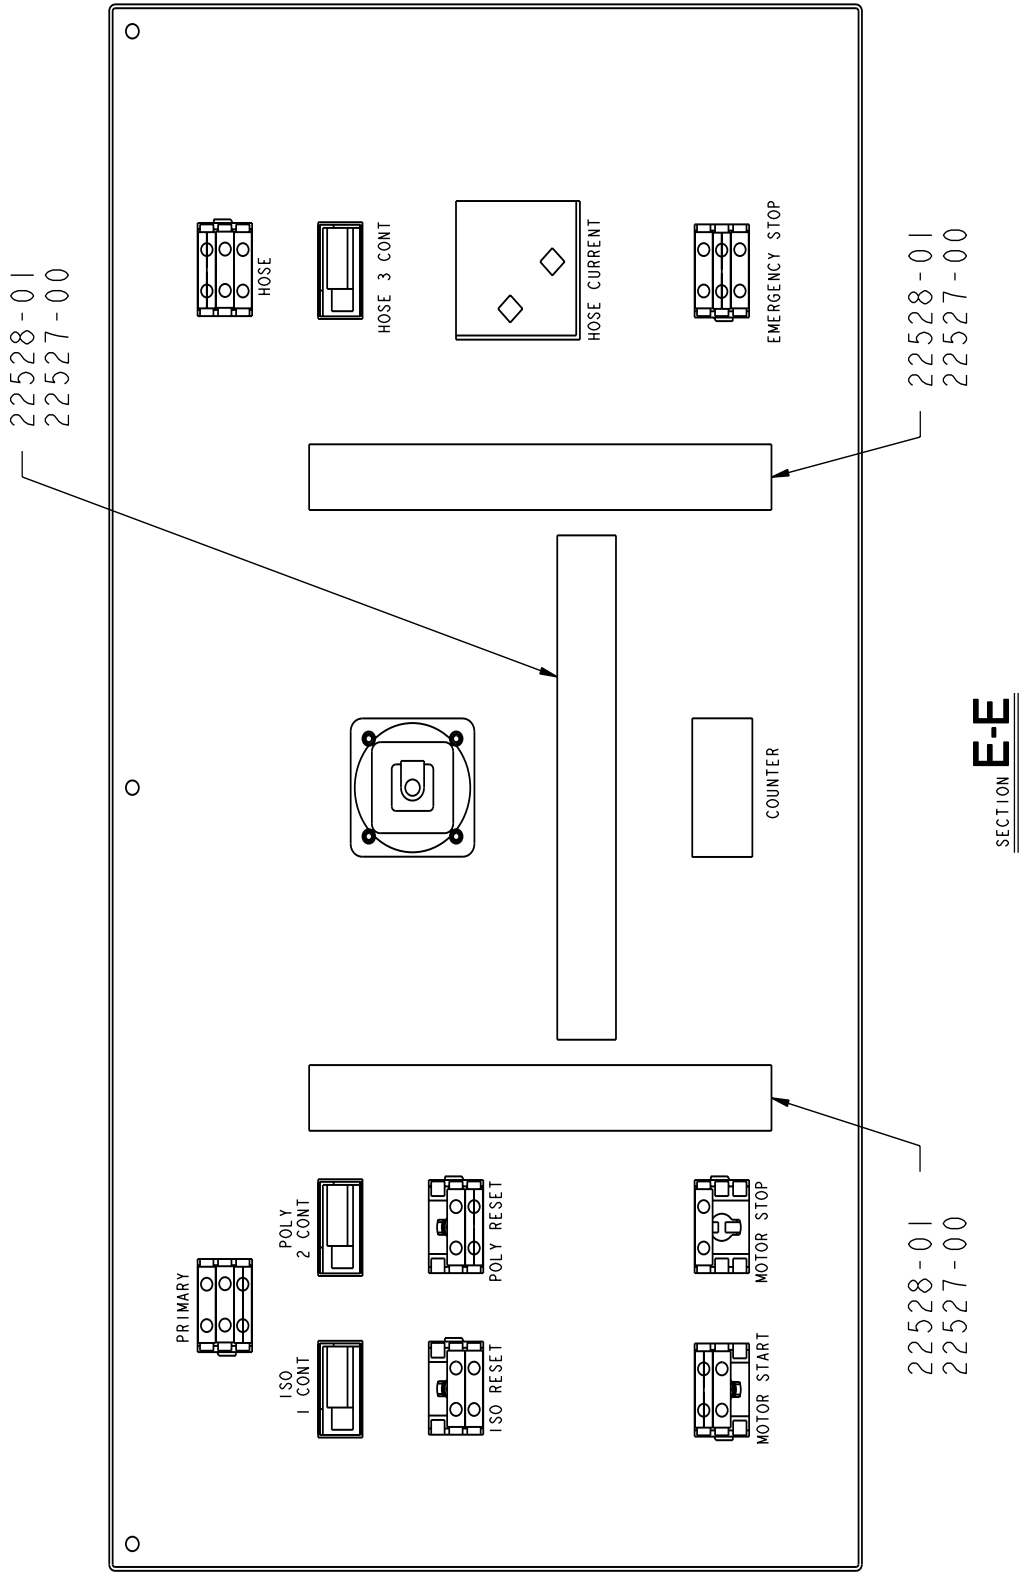 22528-01
22527-00
PRIMARY
HOSE
ISO
1 CONT
POLY
2 CONT
HOSE 3 CONT
ISO RESET
POLY RESET
HOSE CURRENT
MOTOR START
MOTOR STOP
COUNTER
EMERGENCY STOP
22528-01
22527-00
22528-01
22527-00
SECTION E-E